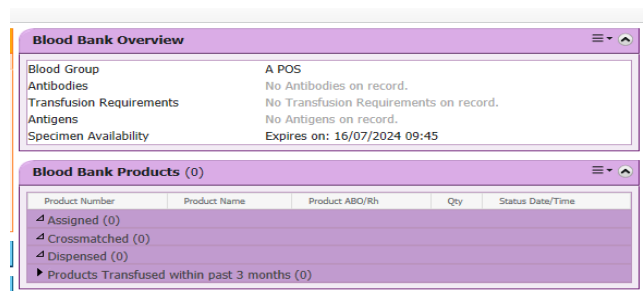 Blood Bank Overview
Blood Group A POS
Antibodies No Antibodies on record.
Transfusion Requirements No Transfusion Requirements on record.
Antigens No Antigens on record.
Specimen Availability Expires on: 16/07/2024 09:45
Blood Bank Products (0)
Product Number Product Name Product ABO/Rh Qty Status Date/Time
Assigned (0)
Crossmatched (0)
Dispensed (0)
Products Transfused within past 3 months (0)